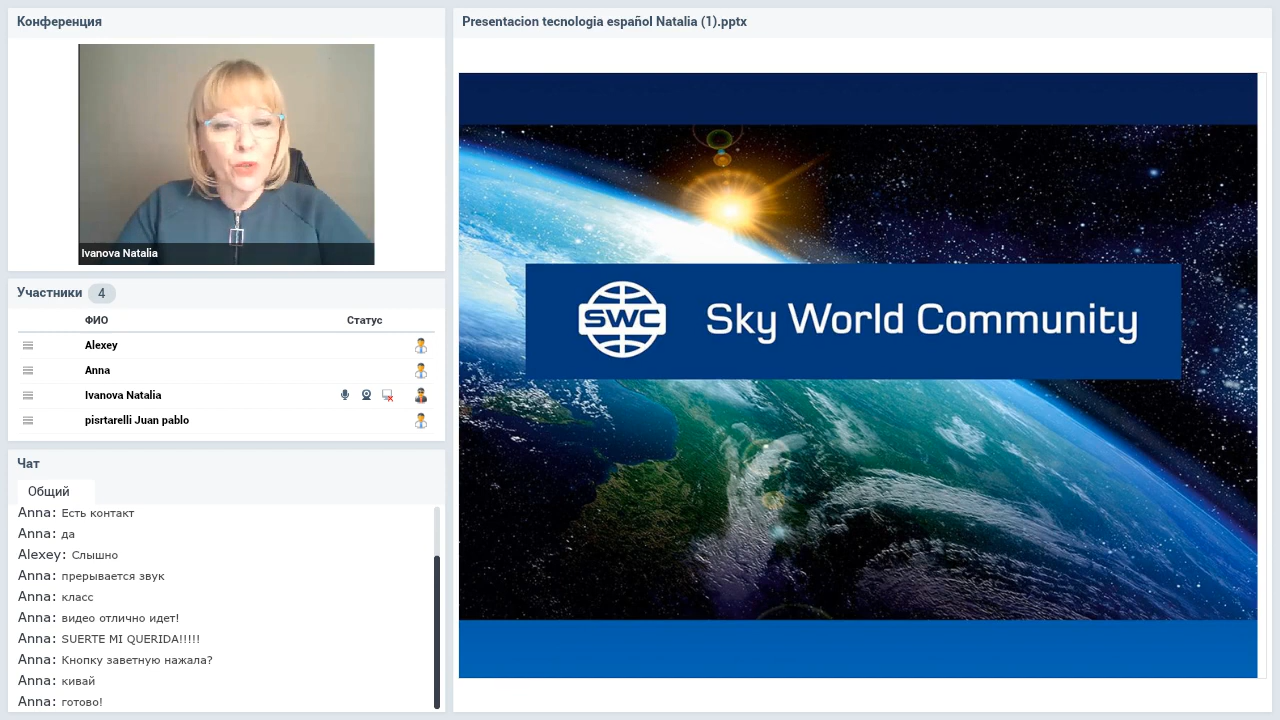 Конференция
Ivanova Natalia
Участники 4
ФИО Статус
Alexey
Anna
Ivanova Natalia
pisrtarelli Juan pablo
Чат
Общий
Anna: Есть контакт
Anna: да
Alexey: Слышно
Anna: прерывается звук
Anna: класс
Anna: видео отлично идет!
Anna: SUERTE MI QUERIDA!!!!!
Anna: Кнопку заветную нажала?
Anna: кивай
Anna: готово!
Presentacion tecnologia español Natalia (1).pptx
SWC Sky World Community